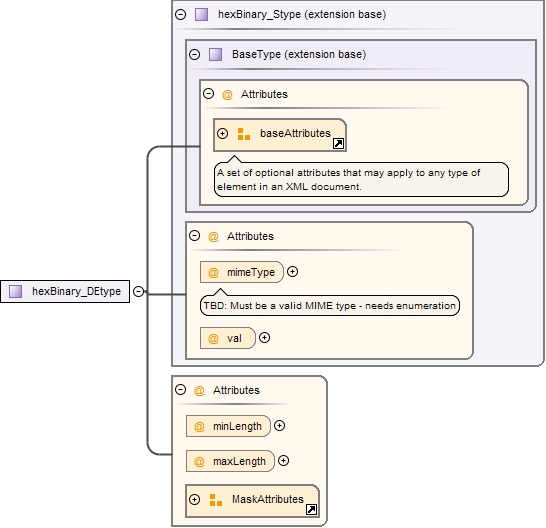 hexBinary_Stype (extension base)
BaseType (extension base)
@ Attributes
baseAttributes
A set of optional attributes that may apply to any type of
element in an XML document.
@ Attributes
@ mimeType
TBD: Must be a valid MIME type - needs enumeration
@ val
hexBinary_DEtype
@ Attributes
@ minLength
@ maxLength
MaskAttributes